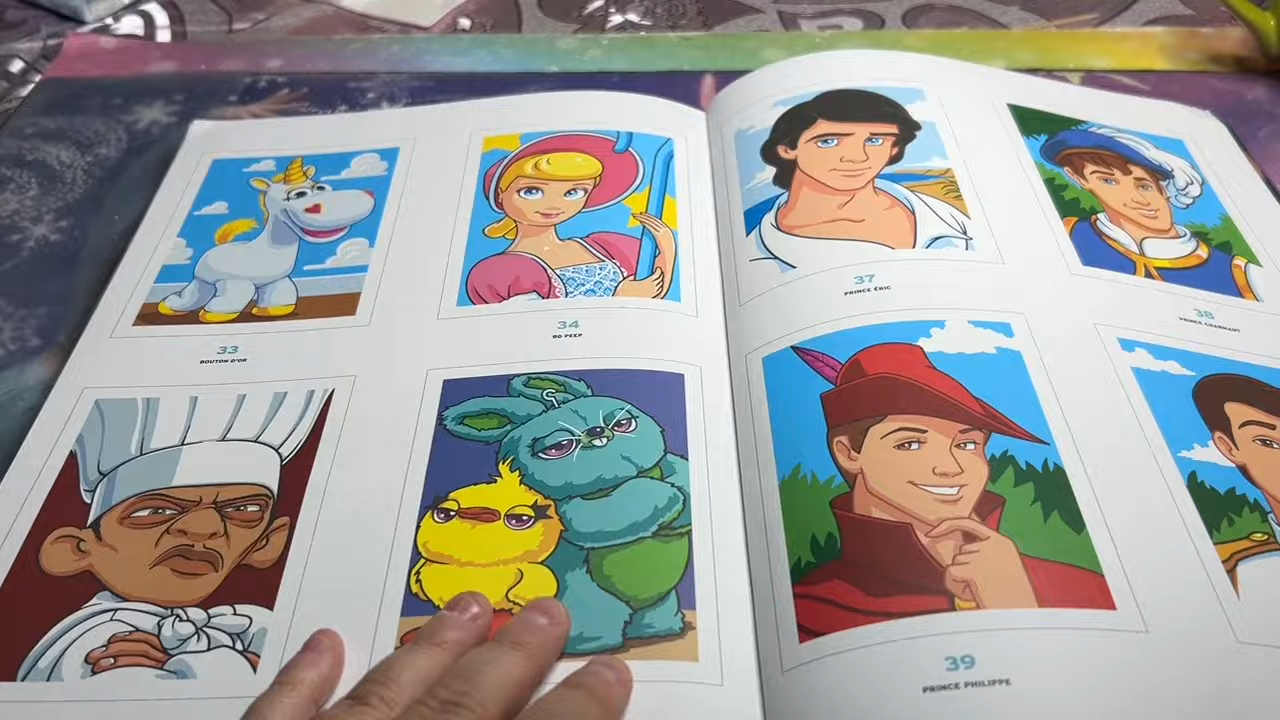 33
BOUTON D'OR
34
BO PEEP
37
PRINCE ÉRIC
38
PRINCE CHARMANT
39
PRINCE PHILIPPE